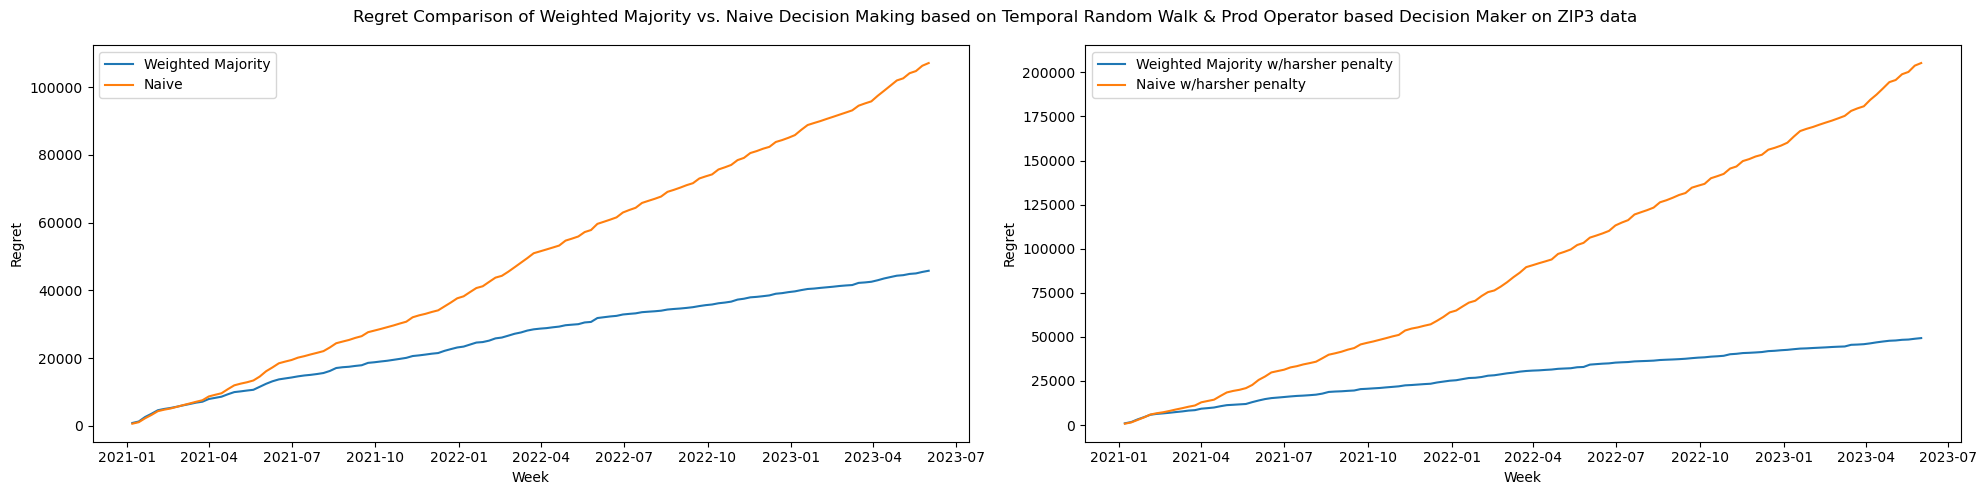 Regret Comparison of Weighted Majority vs. Naive Decision Making based on Temporal Random Walk & Prod Operator based Decision Maker on ZIP3 data
Weighted Majority
Naive
100000
80000
60000
40000
20000
0
Regret
2021-01 2021-04 2021-07 2021-10 2022-01 2022-04 2022-07 2022-10 2023-01 2023-04 2023-07
Week
Weighted Majority w/harsher penalty
Naive w/harsher penalty
200000
175000
150000
125000
100000
75000
50000
25000
0
Regret
2021-01 2021-04 2021-07 2021-10 2022-01 2022-04 2022-07 2022-10 2023-01 2023-04 2023-07
Week